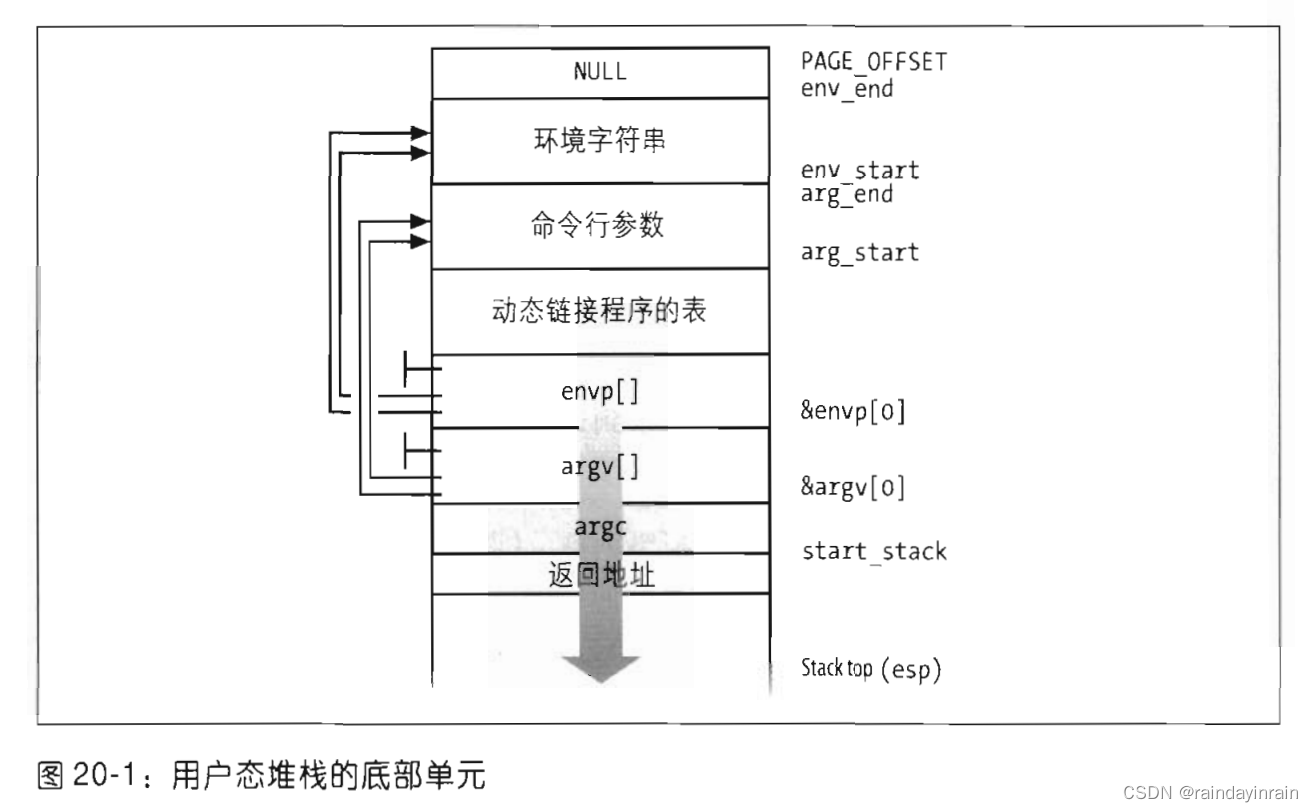 NULL
PAGE_OFFSET
env_end
环境字符串
env_start
arg_end
命令行参数
arg_start
动态链接程序的表
envp[]
&envp[0]
argv[]
&argv[0]
argc
start_stack
返回地址
Stack top (esp)
图 20-1：用户态堆栈的底部单元
CSDN @raindayinrain